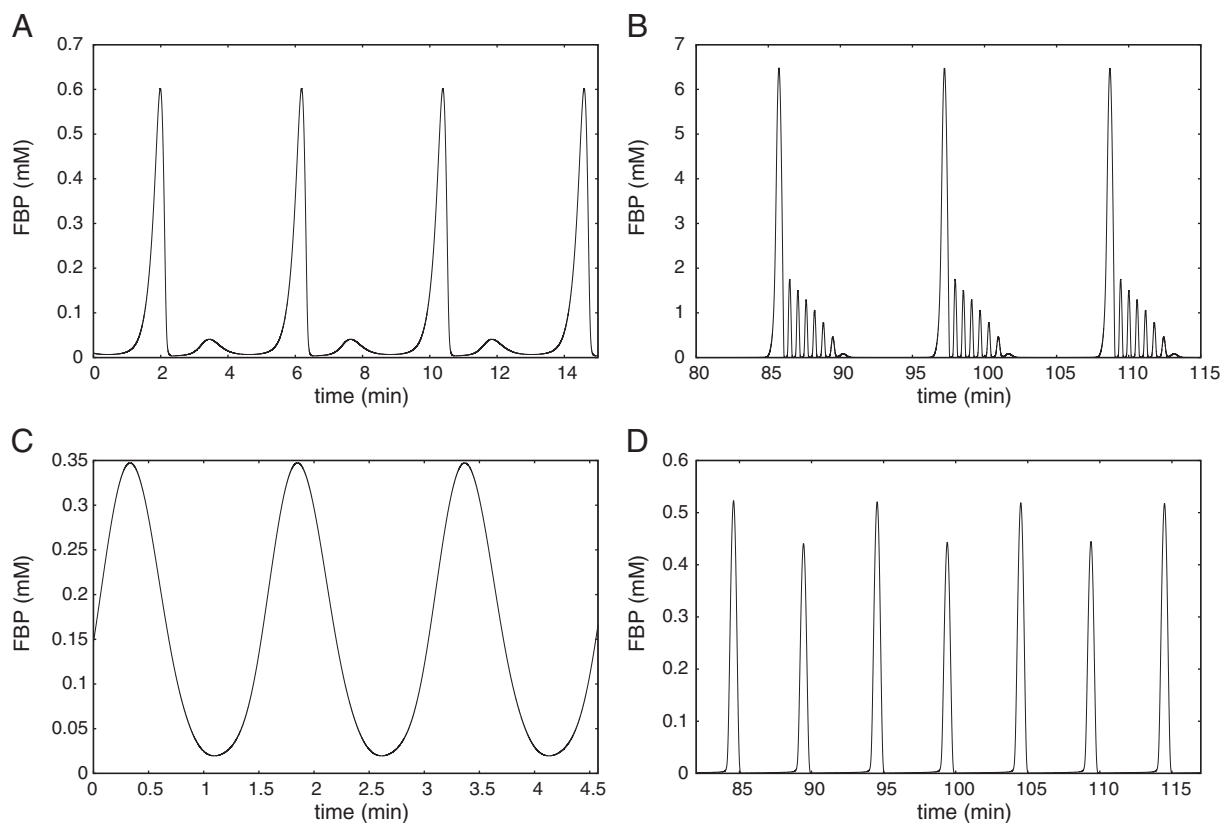 A
B
0.7
0.6
0.5
0.4
0.3
0.2
0.1
0
FBP (mM)
0 2 4 6 8 10 12 14
time (min)
7
6
5
4
3
2
1
0
FBP (mM)
80 85 90 95 100 105 110 115
time (min)
C
D
0.35
0.3
0.25
0.2
0.15
0.1
0.05
0
FBP (mM)
0 0.5 1 1.5 2 2.5 3 3.5 4 4.5
time (min)
0.6
0.5
0.4
0.3
0.2
0.1
0
FBP (mM)
85 90 95 100 105 110 115
time (min)